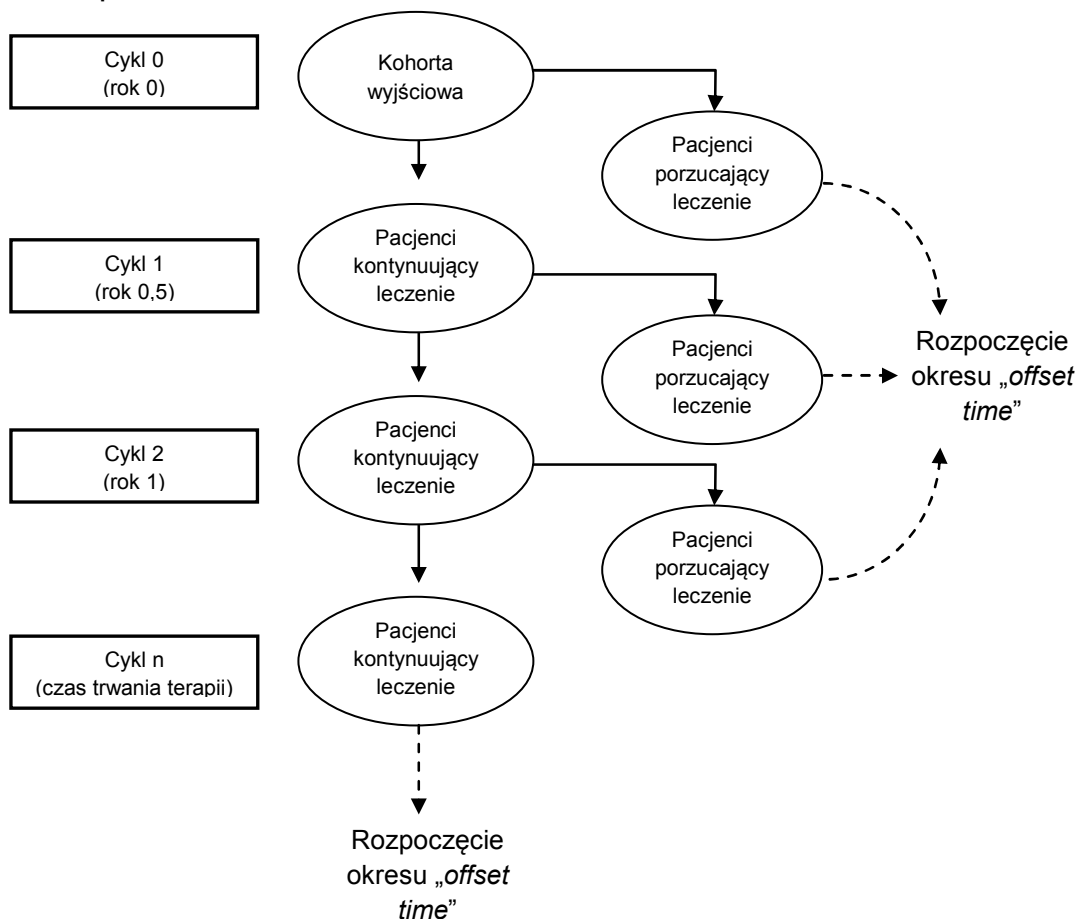 Cykl 0
(rok 0)
Kohorta
wyjściowa
Pacjenci
porzucający
leczenie
Cykl 1
(rok 0,5)
Pacjenci
kontynuujący
leczenie
Pacjenci
porzucający
leczenie
Rozpoczęcie
okresu „offset
time”
Cykl 2
(rok 1)
Pacjenci
kontynuujący
leczenie
Pacjenci
porzucający
leczenie
Cykl n
(czas trwania terapii)
Pacjenci
kontynuujący
leczenie
Rozpoczęcie
okresu „offset
time”